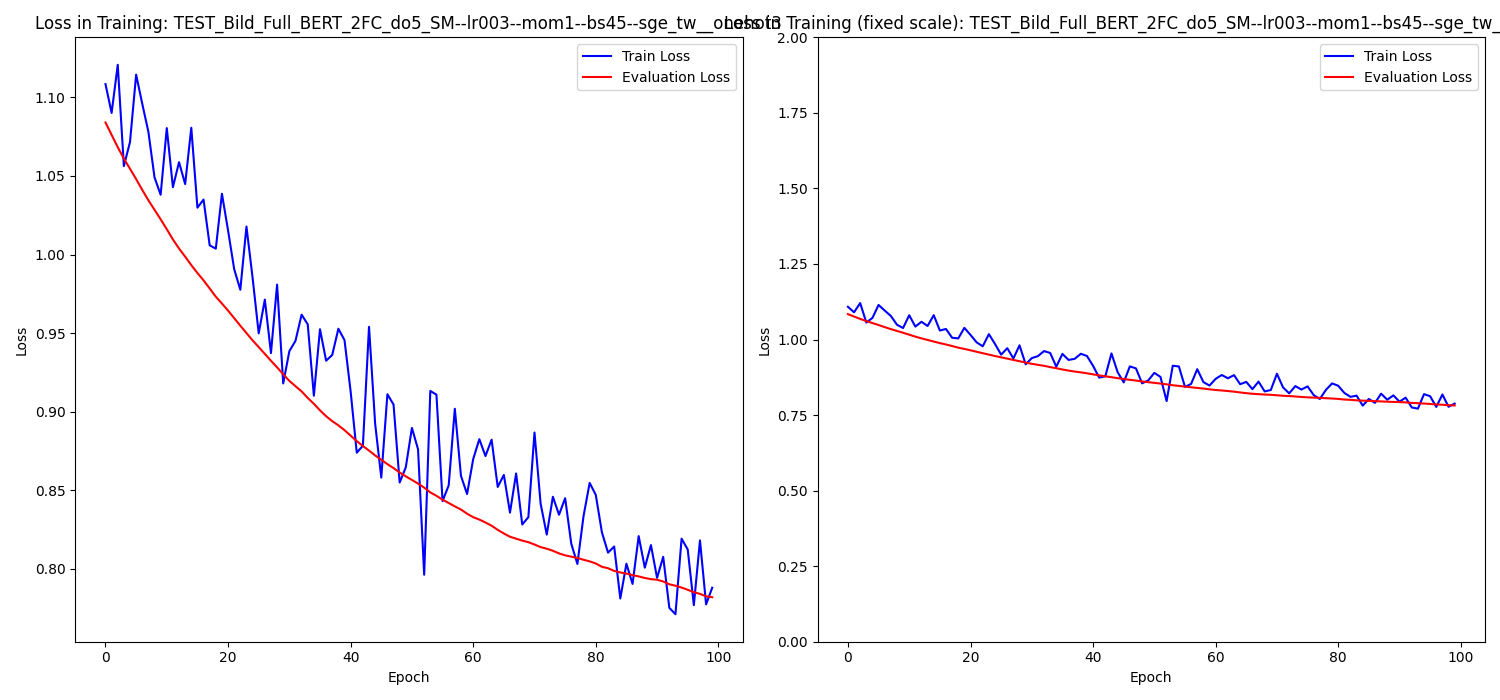 Loss in Training: TEST_Bild_Full_BERT_2FC_do5_SM--lr003--mom1--bs45--sge_tw__oneshot3
Loss in Training (fixed scale): TEST_Bild_Full_BERT_2FC_do5_SM--lr003--mom1--bs45--sge_tw_
Train Loss
Evaluation Loss
1.10
1.05
1.00
0.95
0.90
0.85
0.80
Loss
0 20 40 60 80 100
Epoch
Train Loss
Evaluation Loss
2.00
1.75
1.50
1.25
1.00
0.75
0.50
0.25
0.00
Loss
0 20 40 60 80 100
Epoch